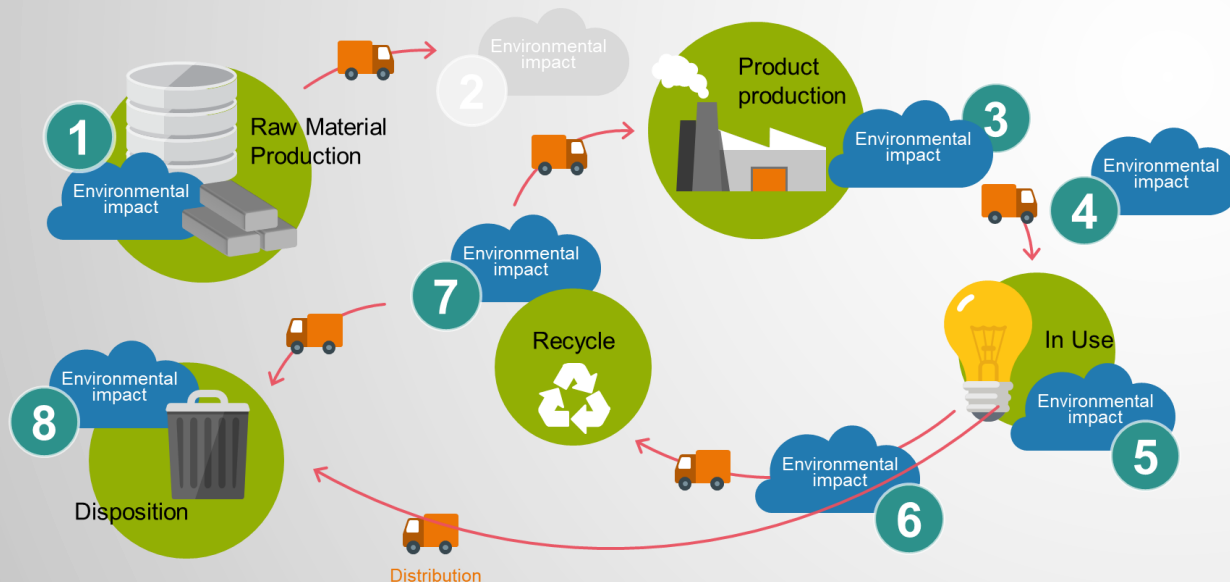 1
Raw Material
Production
Environmental
impact
2
Environmental
impact
Product
production
3
Environmental
impact
4
Environmental
impact
In Use
Environmental
impact
5
Environmental
impact
6
7
Environmental
impact
Recycle
8
Environmental
impact
Disposition
Distribution